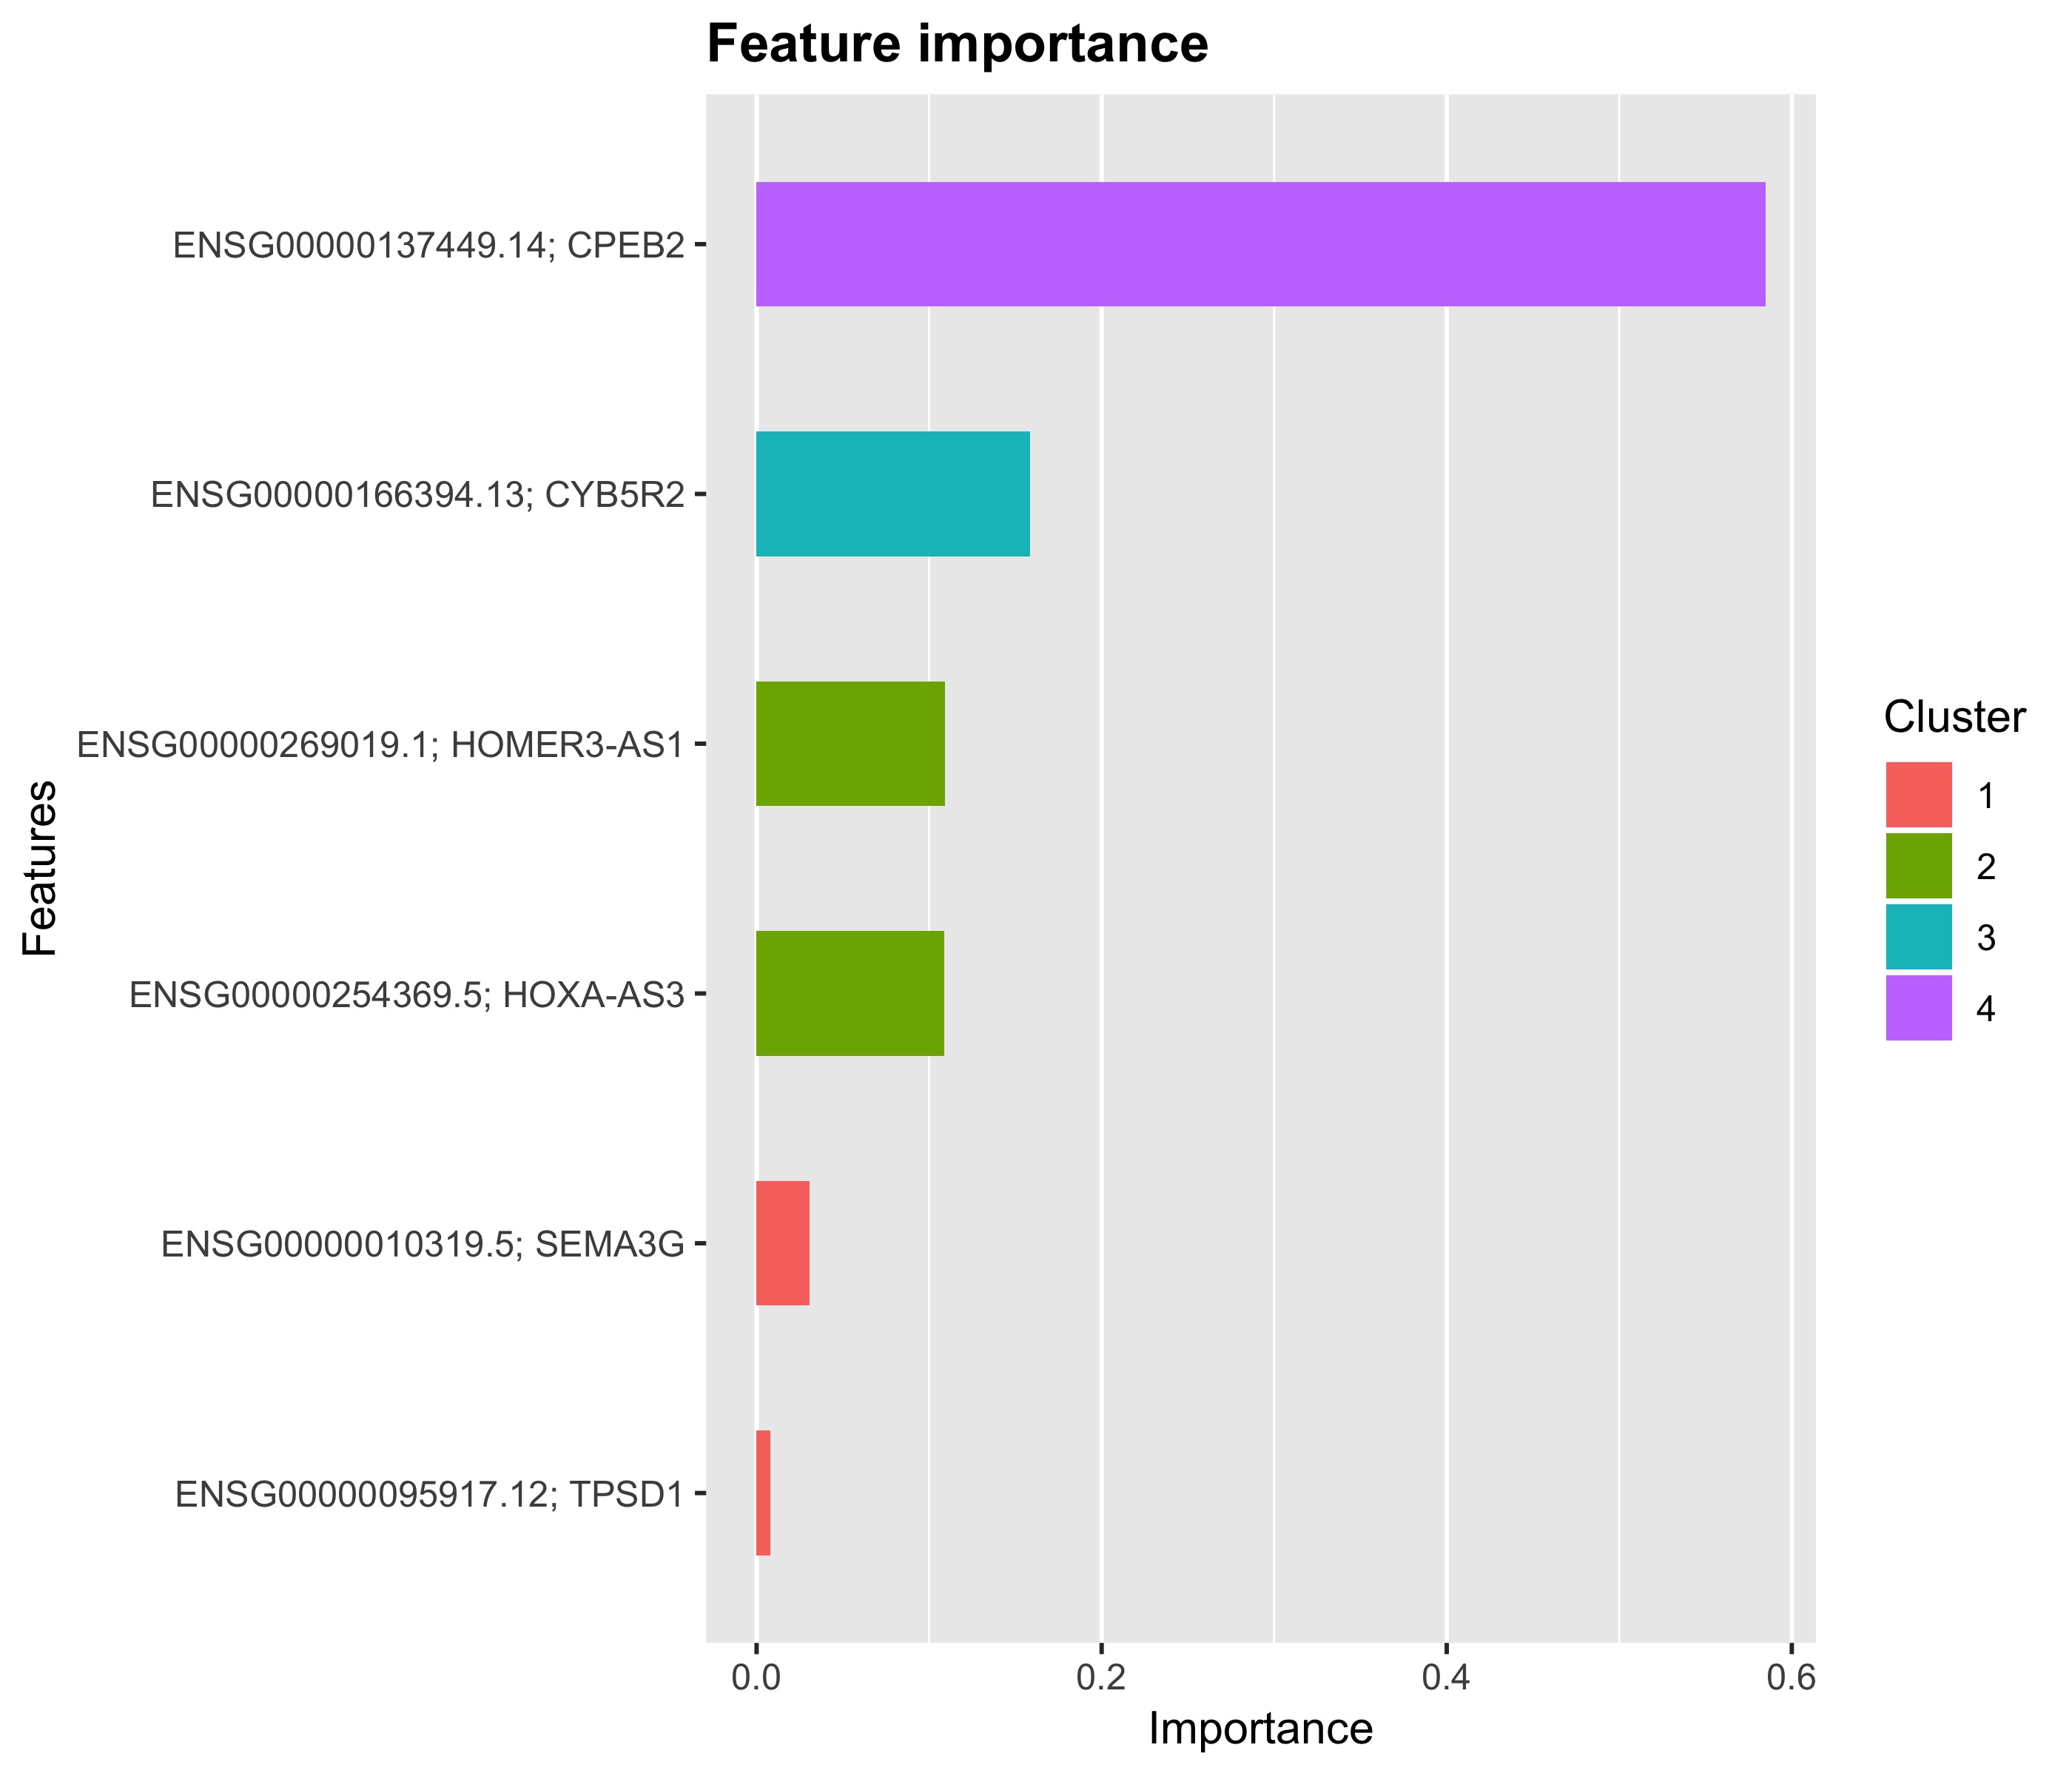 Feature importance
ENSG00000137449.14; CPEB2
ENSG00000166394.13; CYB5R2
ENSG00000269019.1; HOMER3-AS1
ENSG00000254369.5; HOXA-AS3
ENSG00000010319.5; SEMA3G
ENSG00000095917.12; TPSD1
Features
0.0 0.2 0.4 0.6
Importance
Cluster
1
2
3
4